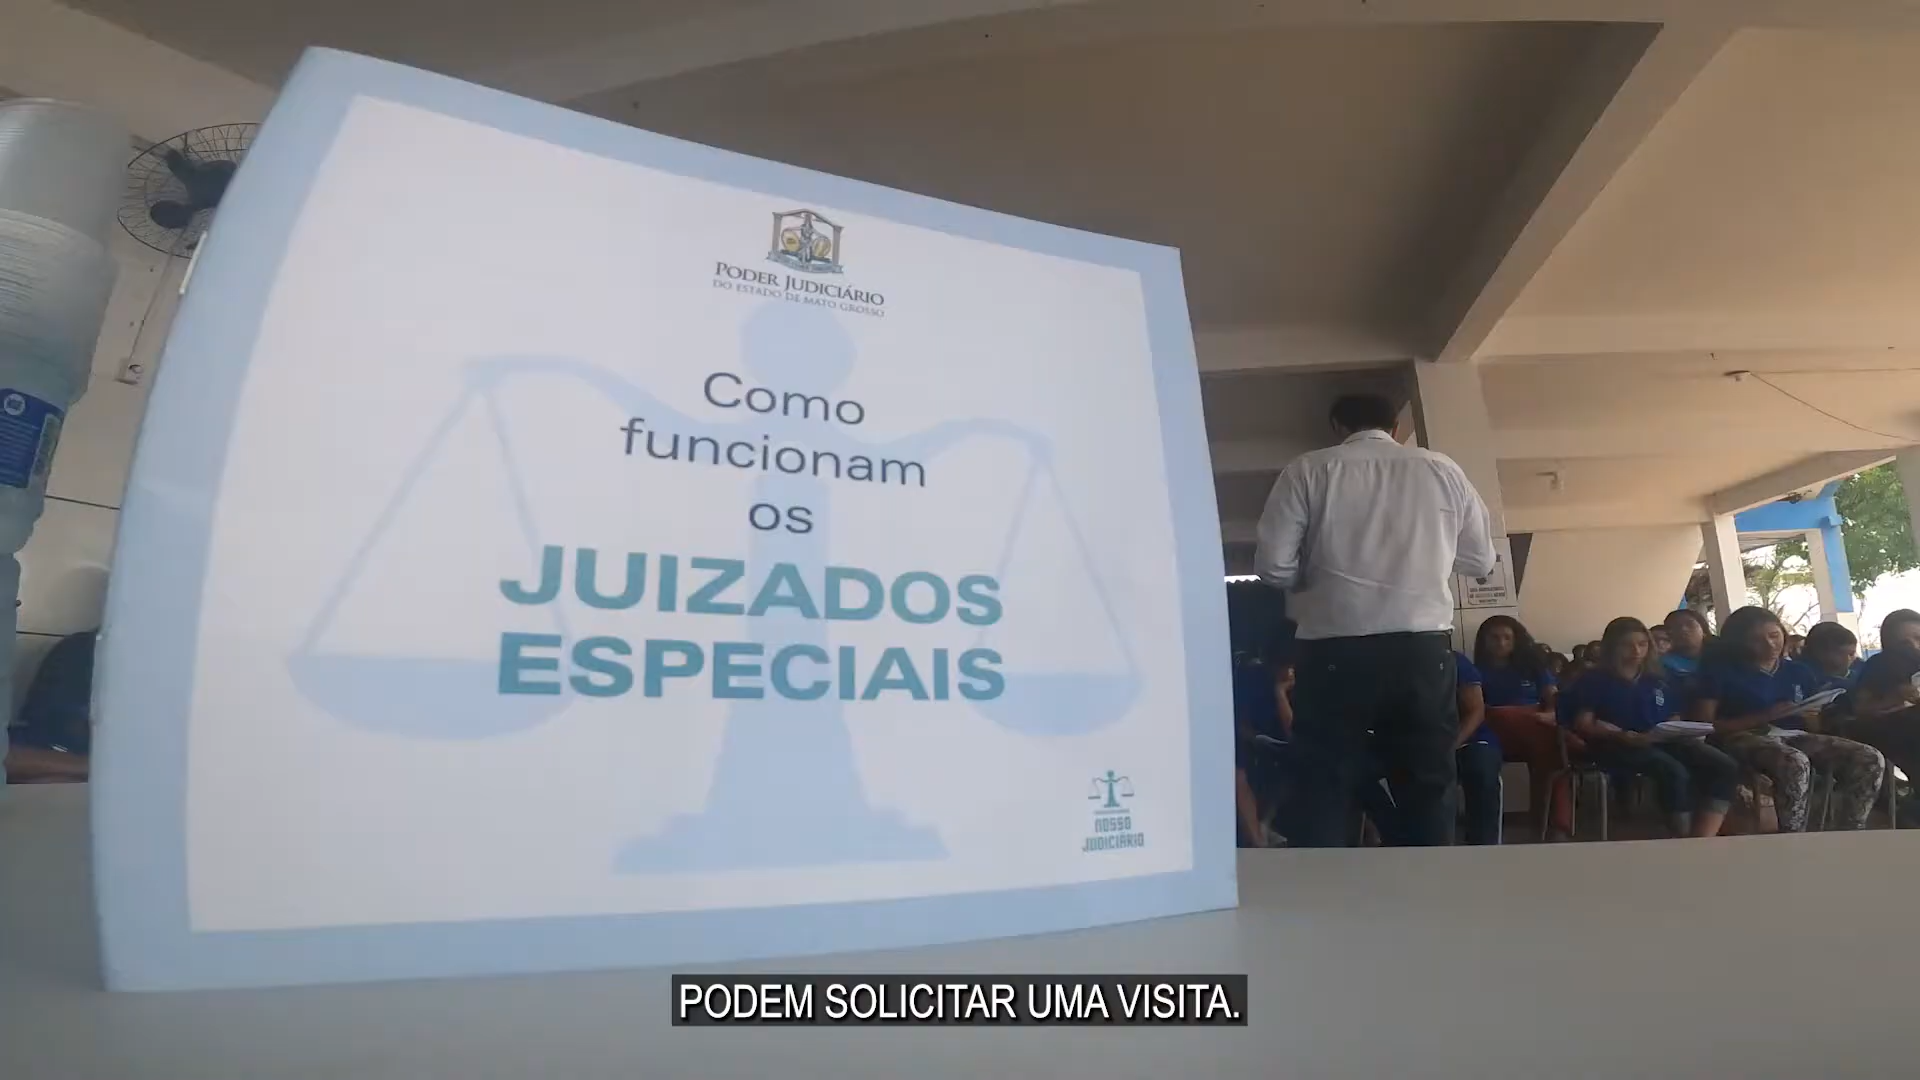 PODER JUDICIÁRIO
DO ESTADO DE MATO GROSSO
Como
funcionam
os
JUIZADOS
ESPECIAIS
NOSSO
JUDICIÁRIO
PODEM SOLICITAR UMA VISITA.